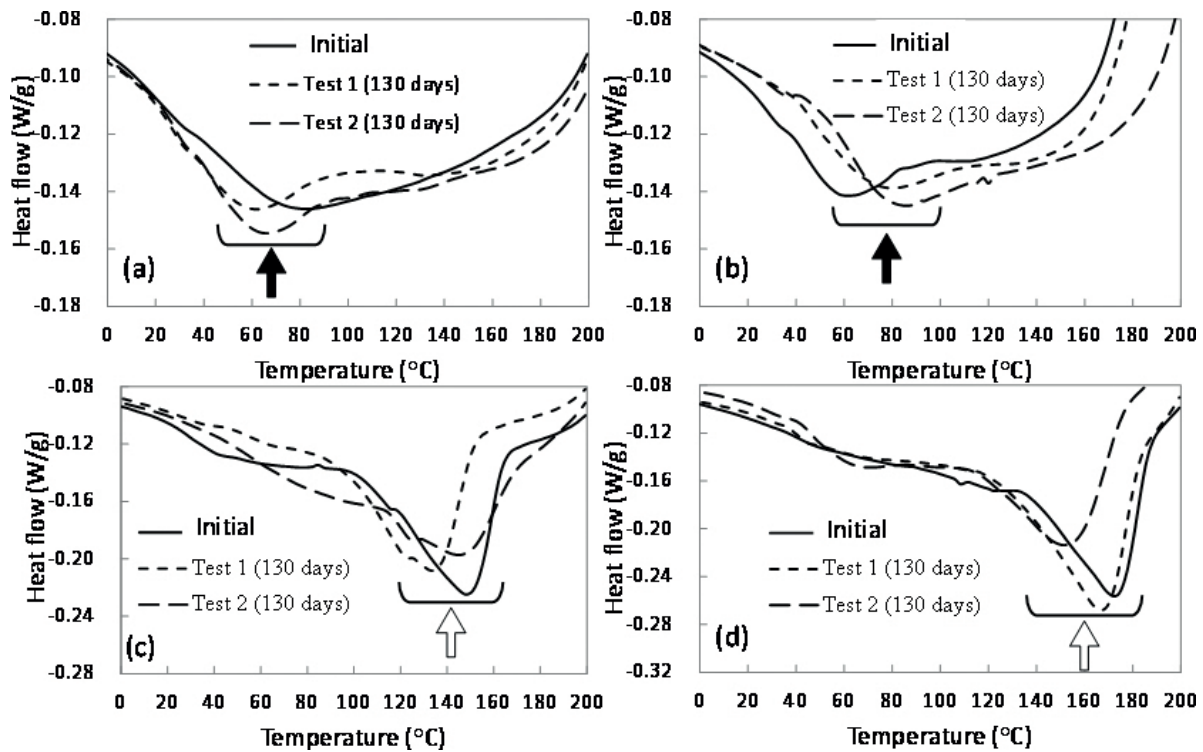 -0.08
-0.10
-0.12
-0.14
-0.16
-0.18
Heat flow (W/g)
Initial
Test 1 (130 days)
Test 2 (130 days)
(a)
0 20 40 60 80 100 120 140 160 180 200
Temperature (°C)
-0.08
-0.10
-0.12
-0.14
-0.16
-0.18
Heat flow (W/g)
Initial
Test 1 (130 days)
Test 2 (130 days)
(b)
0 20 40 60 80 100 120 140 160 180 200
Temperature (°C)
-0.08
-0.12
-0.16
-0.20
-0.24
-0.28
Heat flow (W/g)
Initial
Test 1 (130 days)
Test 2 (130 days)
(c)
0 20 40 60 80 100 120 140 160 180 200
Temperature (°C)
-0.08
-0.12
-0.16
-0.20
-0.24
-0.28
-0.32
Heat flow (W/g)
Initial
Test 1 (130 days)
Test 2 (130 days)
(d)
0 20 40 60 80 100 120 140 160 180 200
Temperature (°C)